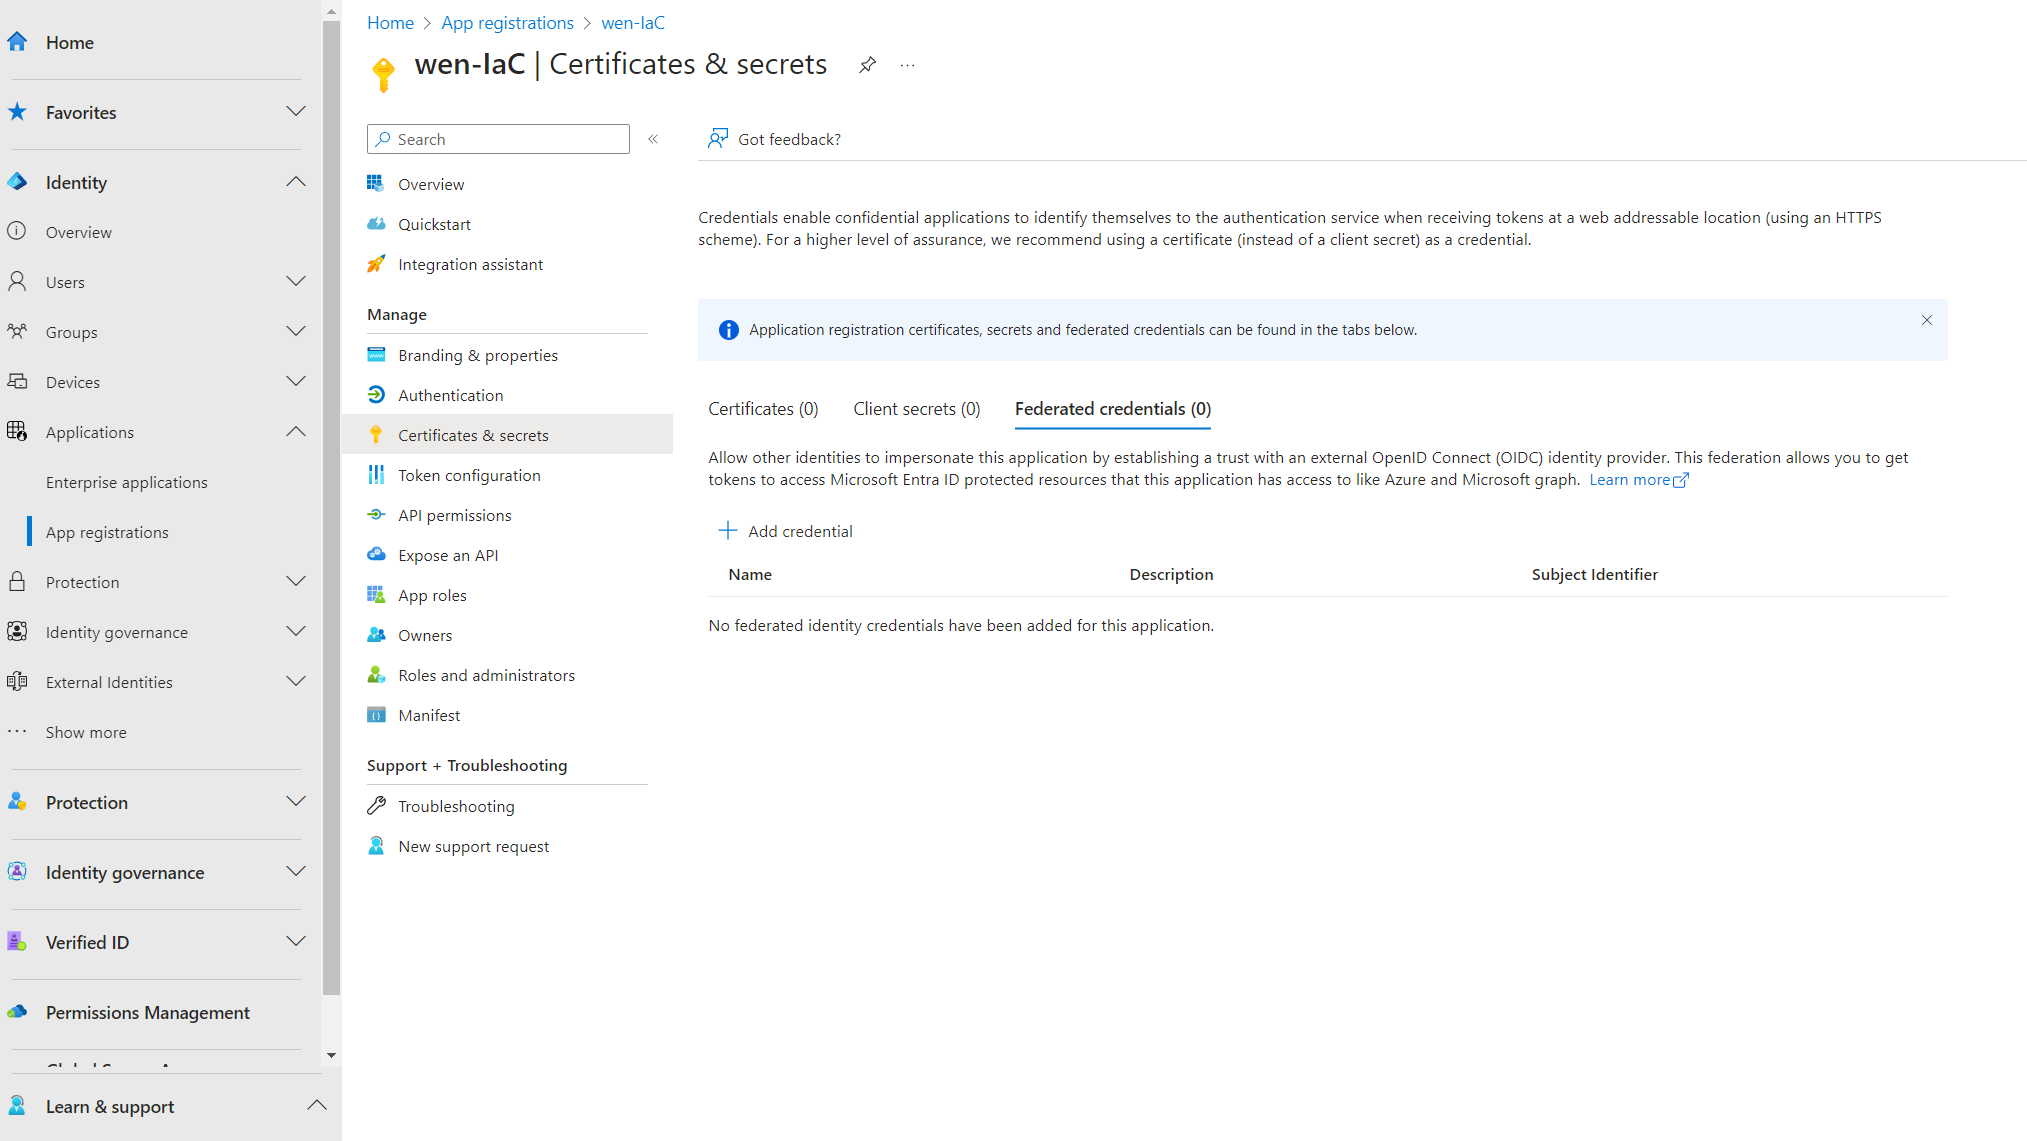 Home
Favorites
Identity
Overview
Users
Groups
Devices
Applications
Enterprise applications
App registrations
Protection
Identity governance
External Identities
Show more
Protection
Identity governance
Verified ID
Permissions Management
Learn & support
Home > App registrations > wen-IaC
wen-IaC | Certificates & secrets
Search
Overview
Quickstart
Integration assistant
Manage
Branding & properties
Authentication
Certificates & secrets
Token configuration
API permissions
Expose an API
App roles
Owners
Roles and administrators
Manifest
Support + Troubleshooting
Troubleshooting
New support request
Got feedback?
Credentials enable confidential applications to identify themselves to the authentication service when receiving tokens at a web addressable location (using an HTTPS
scheme). For a higher level of assurance, we recommend using a certificate (instead of a client secret) as a credential.
Application registration certificates, secrets and federated credentials can be found in the tabs below.
Certificates (0) Client secrets (0) Federated credentials (0)
Allow other identities to impersonate this application by establishing a trust with an external OpenID Connect (OIDC) identity provider. This federation allows you to get
tokens to access Microsoft Entra ID protected resources that this application has access to like Azure and Microsoft graph. Learn more
Add credential
Name Description Subject Identifier
No federated identity credentials have been added for this application.